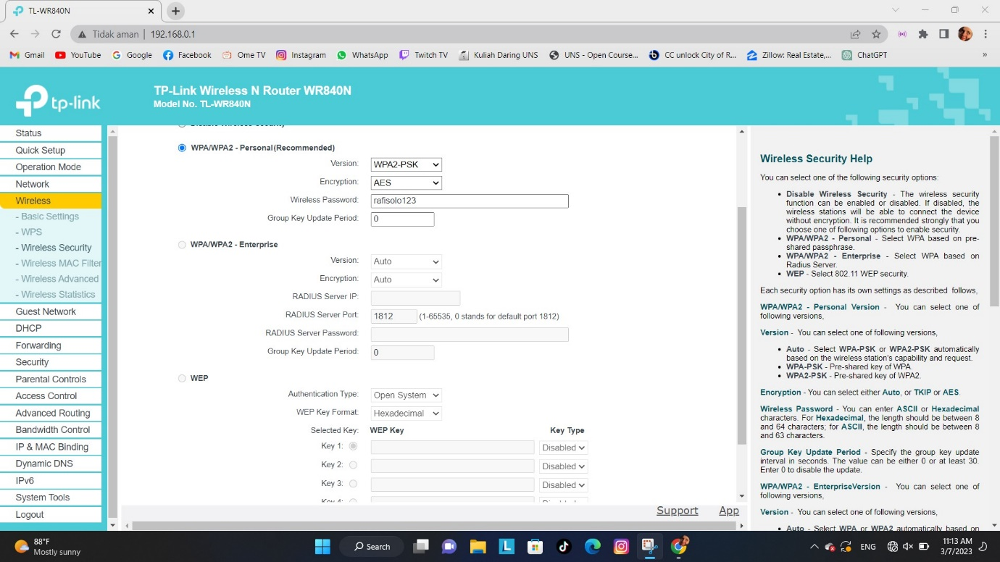 TL-WR840N
Tidak aman | 192.168.0.1
Gmail YouTube Google Facebook Ome TV Instagram WhatsApp Twitch TV Kuliah Daring UNS UNS - Open Course... CC unlock City of R... Zillow: Real Estate,... ChatGPT »
tp-link
TP-Link Wireless N Router WR840N
Model No. TL-WR840N
Status
Quick Setup
Operation Mode
Network
Wireless
- Basic Settings
- WPS
- Wireless Security
- Wireless MAC Filter
- Wireless Advanced
- Wireless Statistics
Guest Network
DHCP
Forwarding
Security
Parental Controls
Access Control
Advanced Routing
Bandwidth Control
IP & MAC Binding
Dynamic DNS
IPv6
System Tools
Logout
WPA/WPA2 - Personal(Recommended)
Version: WPA2-PSK
Encryption: AES
Wireless Password: rafisolo123
Group Key Update Period: 0
WPA/WPA2 - Enterprise
Version: Auto
Encryption: Auto
RADIUS Server IP:
RADIUS Server Port: 1812 (1-65535, 0 stands for default port 1812)
RADIUS Server Password:
Group Key Update Period: 0
WEP
Authentication Type: Open System
WEP Key Format: Hexadecimal
Selected Key: WEP Key Key Type
Key 1: Disabled
Key 2: Disabled
Key 3: Disabled
Support App
Wireless Security Help
You can select one of the following security options:
• Disable Wireless Security - The wireless security
function can be enabled or disabled. If disabled, the
wireless stations will be able to connect the device
without encryption. It is recommended strongly that you
choose one of following options to enable security.
• WPA/WPA2 - Personal - Select WPA based on pre-
shared passphrase.
• WPA/WPA2 - Enterprise - Select WPA based on
Radius Server.
• WEP - Select 802.11 WEP security.
Each security option has its own settings as described follows,
WPA/WPA2 - Personal Version - You can select one of
following versions,
Version - You can select one of following versions,
• Auto - Select WPA-PSK or WPA2-PSK automatically
based on the wireless station's capability and request.
• WPA-PSK - Pre-shared key of WPA.
• WPA2-PSK - Pre-shared key of WPA2.
Encryption - You can select either Auto, or TKIP or AES.
Wireless Password - You can enter ASCII or Hexadecimal
characters. For Hexadecimal, the length should be between 8
and 64 characters; for ASCII, the length should be between 8
and 63 characters.
Group Key Update Period - Specify the group key update
interval in seconds. The value can be either 0 or at least 30.
Enter 0 to disable the update.
WPA/WPA2 - EnterpriseVersion - You can select one of
following versions,
Version - You can select one of following versions,
• Auto - Select WPA or WPA2 automatically based on
88°F
Mostly sunny
Search
ENG
11:13 AM
3/7/2023